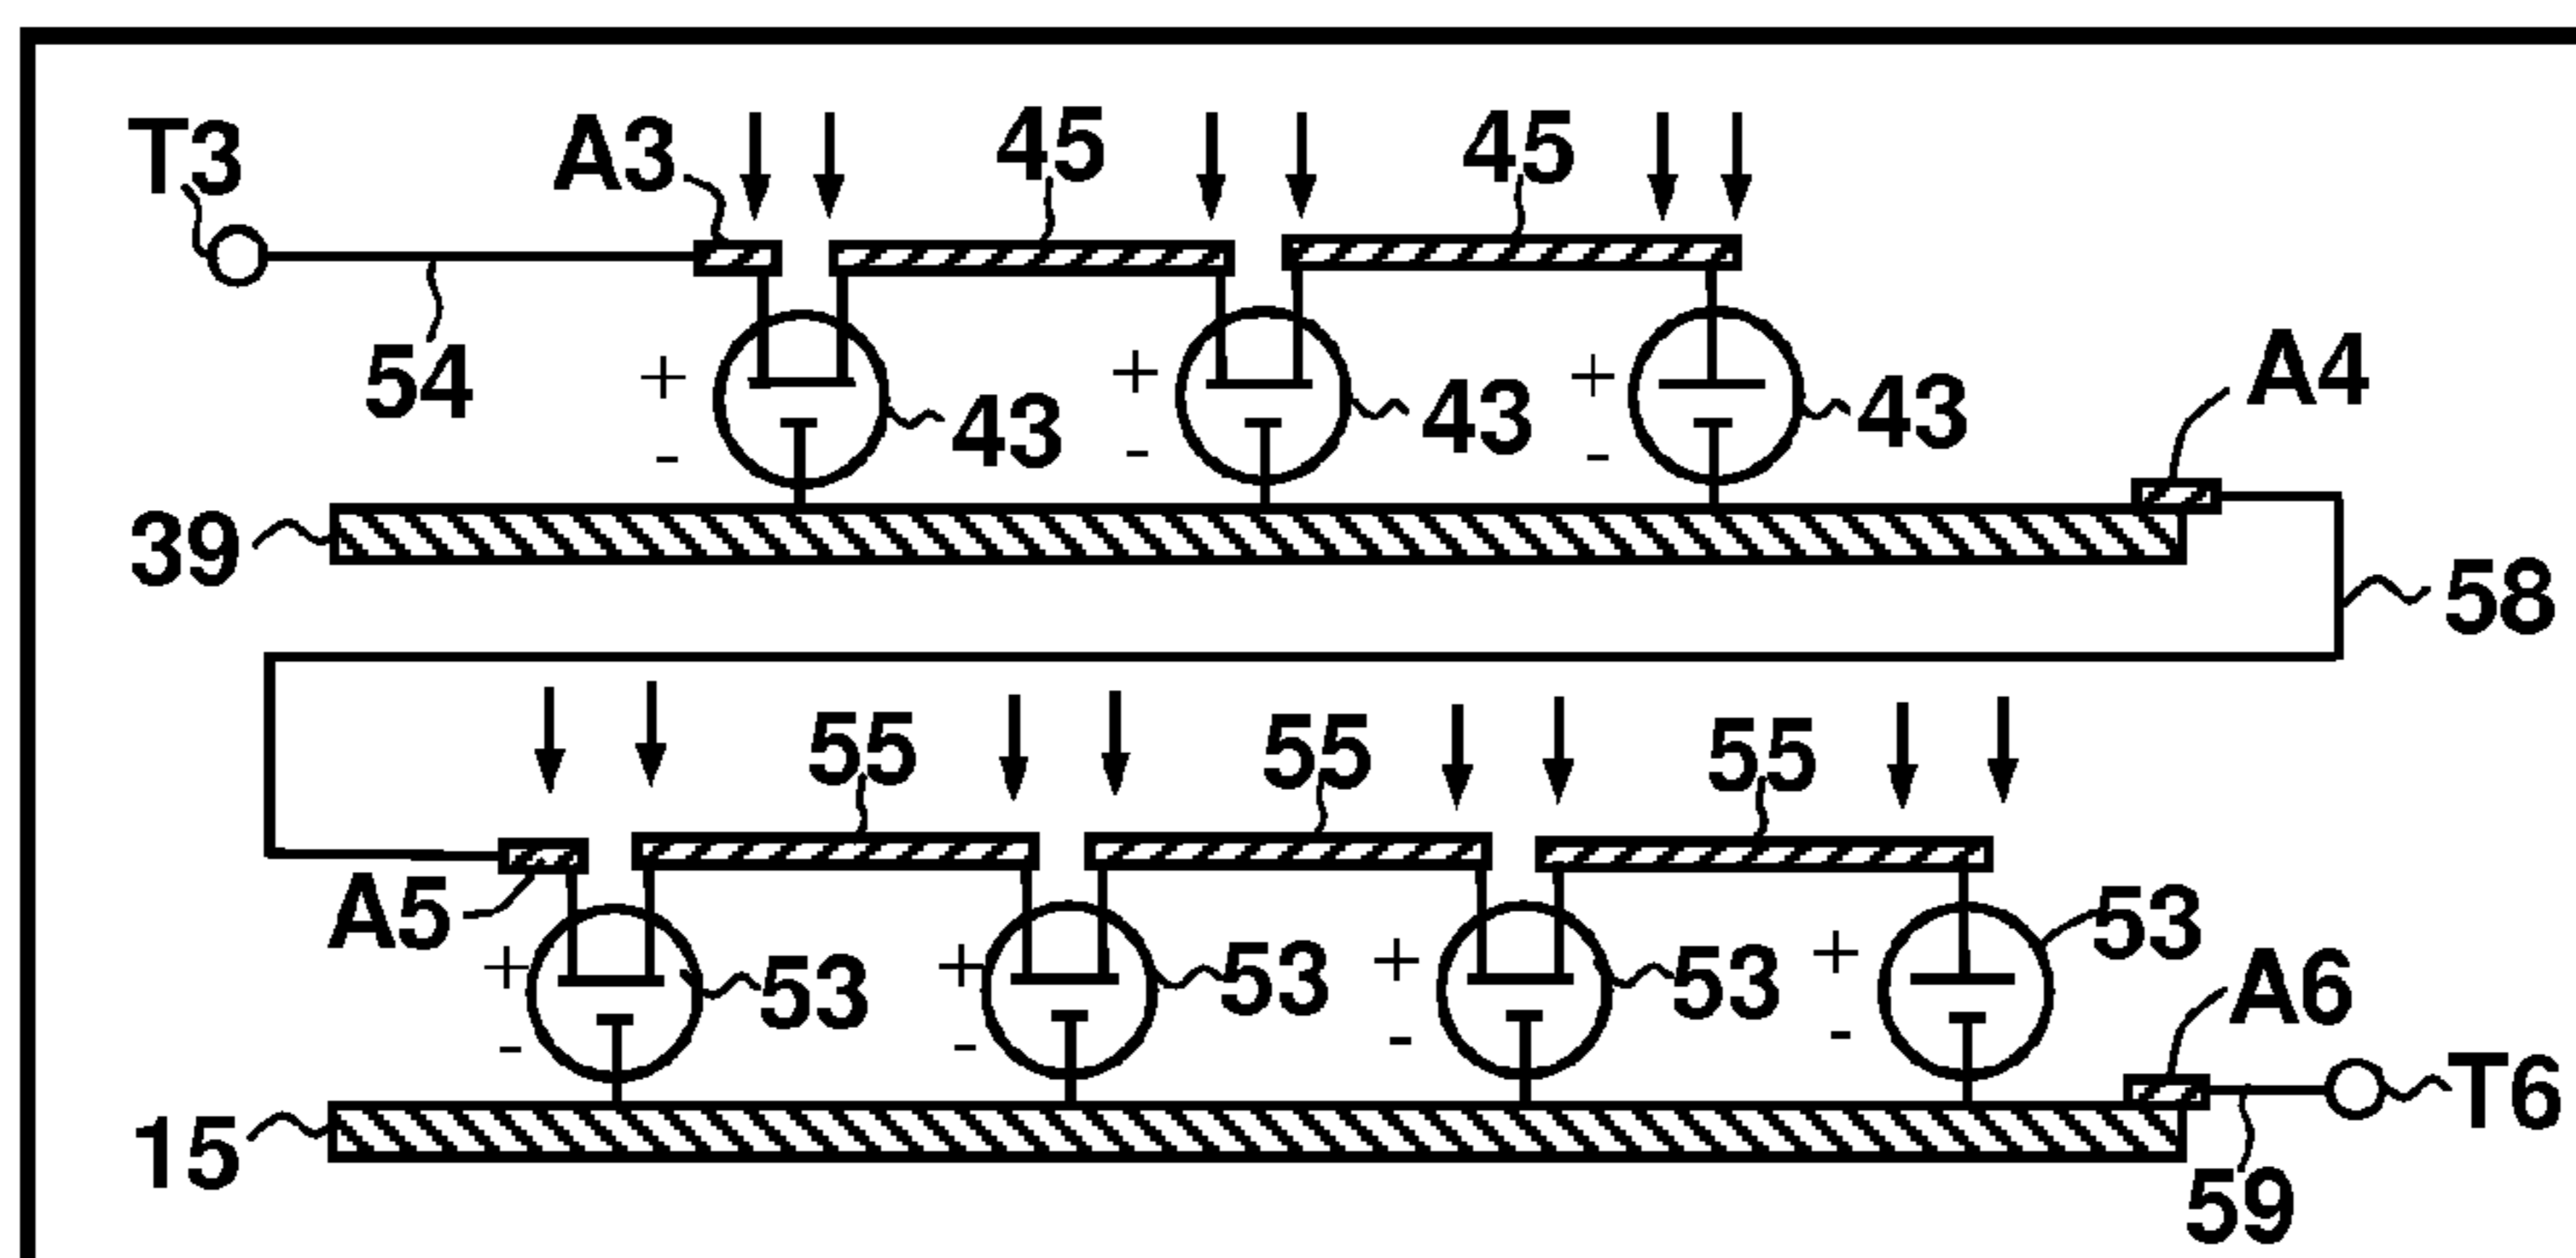 T3 A3 45 45
54 + - 43 + - 43 + - 43 A4
39 58
55 55 55
A5 + - 53 + - 53 + - 53 + - 53
A6
15 T6
59